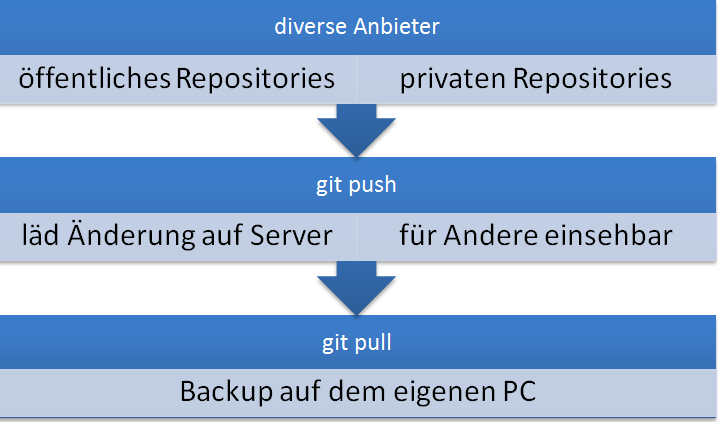 diverse Anbieter
öffentliches Repositories
privaten Repositories
git push
läd Änderung auf Server
für Andere einsehbar
git pull
Backup auf dem eigenen PC